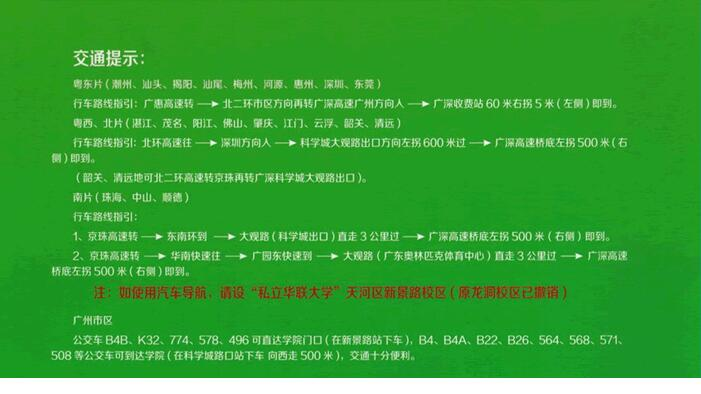 交通提示：
粤东片（潮州、汕头、揭阳、汕尾、梅州、河源、惠州、深圳、东莞）
行车路线指引：广惠高速转 → 北二环市区方向再转广深高速广州方向人 → 广深收费站 60 米右拐 5 米（左侧）即到。
粤西、北片（湛江、茂名、阳江、佛山、肇庆、江门、云浮、韶关、清远）
行车路线指引：北环高速往 → 深圳方向人 → 科学城大观路出口方向左拐 600 米过 → 广深高速桥底左拐 500 米（右
侧）即到。
（韶关、清远地可北二环高速转京珠再转广深科学城大观路出口）。
南片（珠海、中山、顺德）
行车路线指引：
1、京珠高速转 → 东南环到 → 大观路（科学城出口）直走 3 公里过 → 广深高速桥底左拐 500 米（右侧）即到。
2、京珠高速转 → 华南快速往 → 广园东快速到 → 大观路（广东奥林匹克体育中心）直走 3 公里过 → 广深高速
桥底左拐 500 米（右侧）即到。
注：如使用汽车导航，请设“私立华联大学”天河区新景路校区（原龙洞校区已撤销）
广州市区
公交车 B4B、K32、774、578、496 可直达学院门口（在新景路站下车），B4、B4A、B22、B26、564、568、571、
508 等公交车可到达学院（在科学城路口站下车 向西走 500 米），交通十分便利。